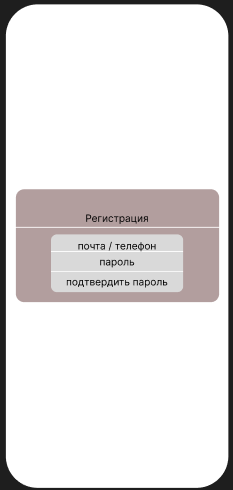 Регистрация
почта / телефон
пароль
подтвердить пароль